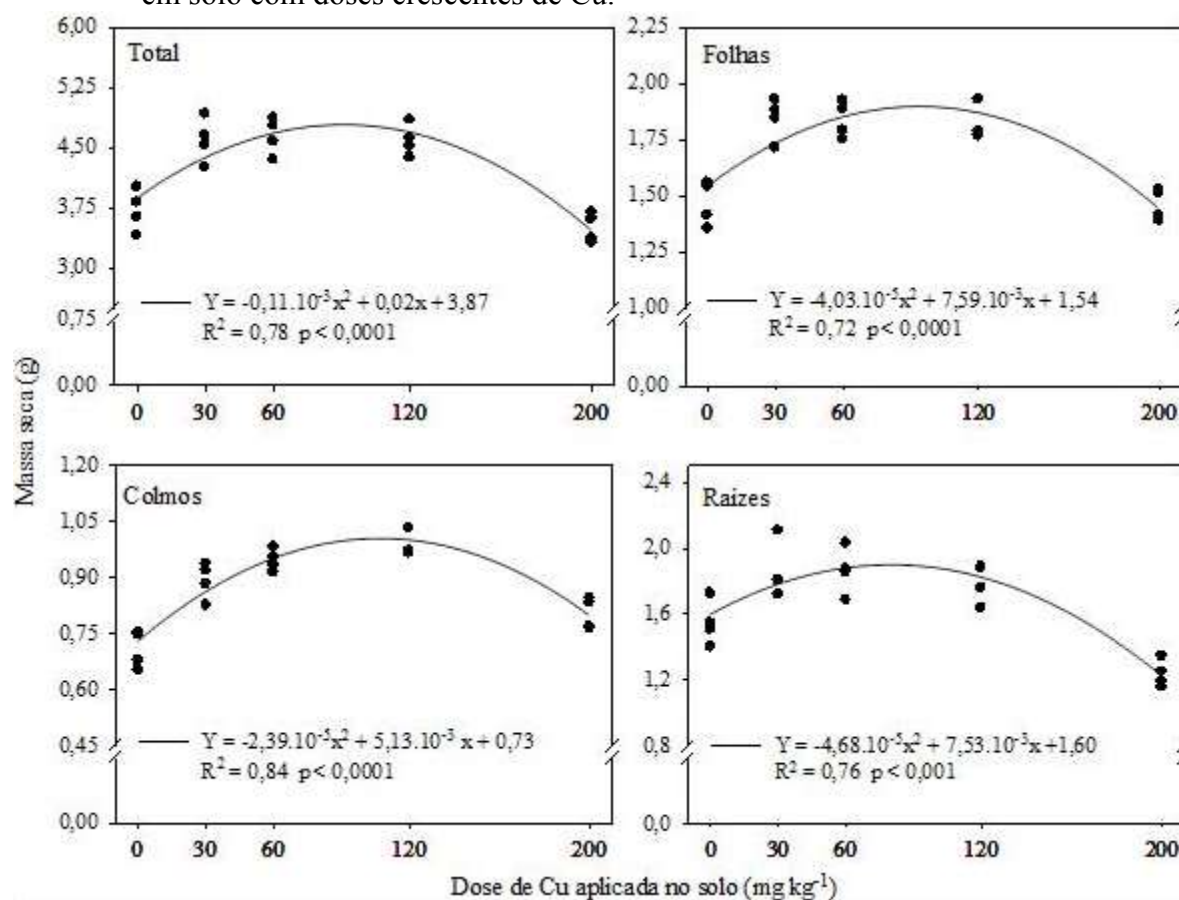 em solo com doses crescentes de Cu.
Massa seca (g)
Total
6,00
5,25
4,50
3,75
3,00
0,75
0,00
Y = -0,11.10⁻³x² + 0,02x + 3,87
R² = 0,78 p< 0,0001
0 30 60 120 200
Folhas
2,25
2,00
1,75
1,50
1,25
1,00
0,00
Y = -4,03.10⁻⁵x² + 7,59.10⁻³x + 1,54
R² = 0,72 p< 0,0001
0 30 60 120 200
Colmos
1,20
1,05
0,90
0,75
0,60
0,45
0,00
Y = -2,39.10⁻⁵x² + 5,13.10⁻³ x + 0,73
R² = 0,84 p< 0,0001
0 30 60 120 200
Raízes
2,4
2,0
1,6
1,2
0,8
0,0
Y = -4,68.10⁻⁵x² + 7,53.10⁻³x +1,60
R² = 0,76 p< 0,001
0 30 60 120 200
Dose de Cu aplicada no solo (mg kg⁻¹)